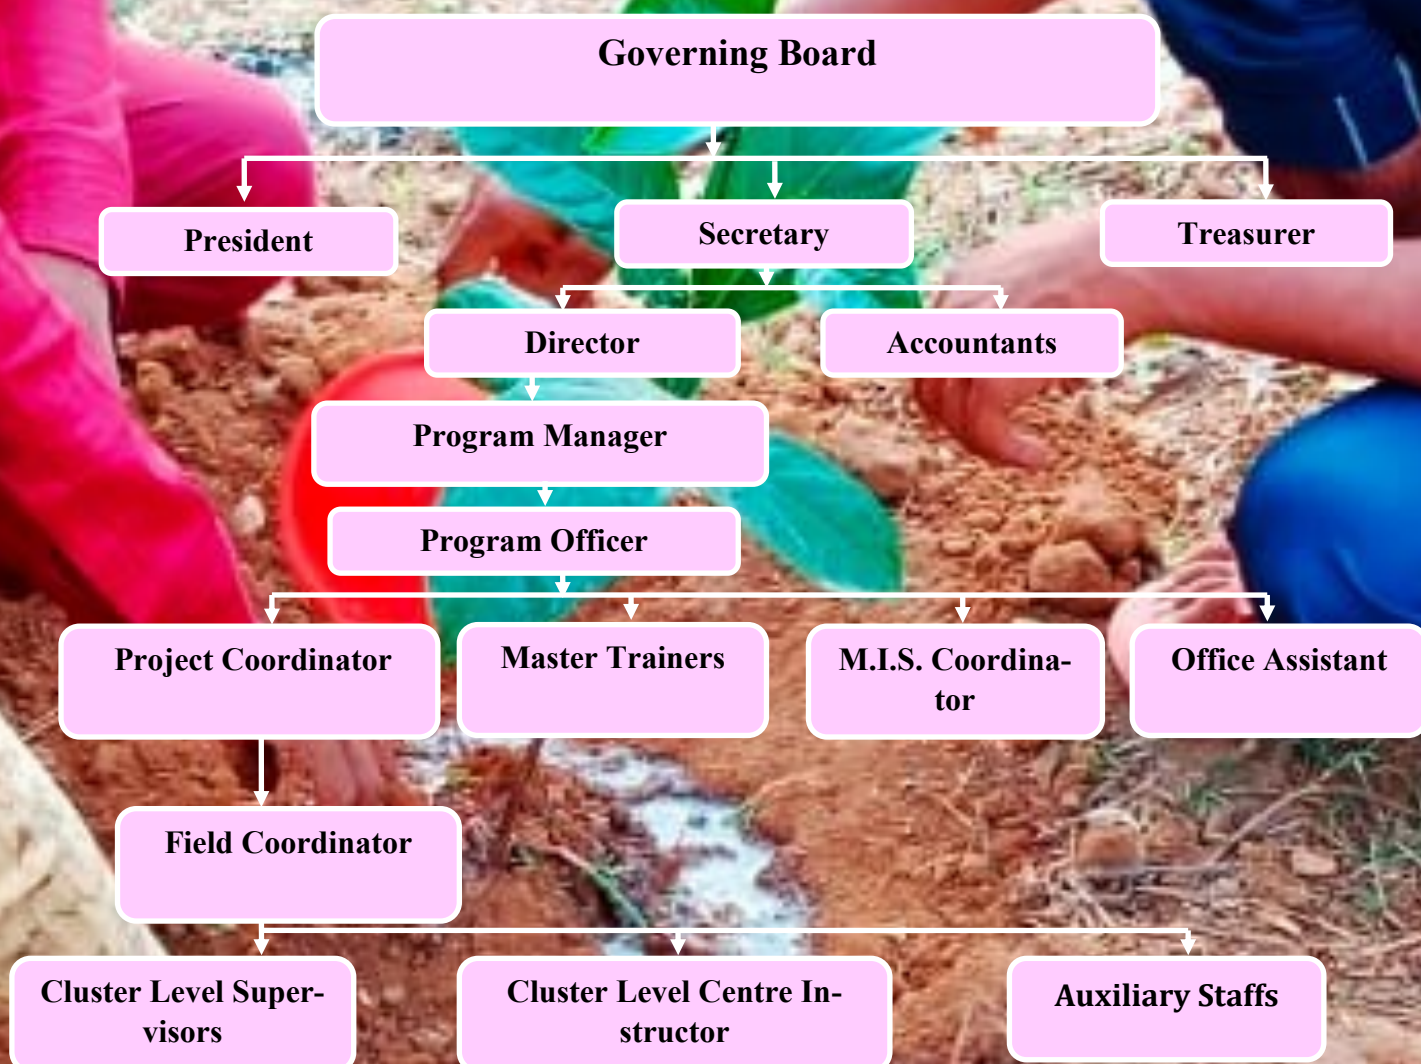 Governing Board
President
Secretary
Treasurer
Director
Accountants
Program Manager
Program Officer
Project Coordinator
Master Trainers
M.I.S. Coordina-
tor
Office Assistant
Field Coordinator
Cluster Level Super-
visors
Cluster Level Centre In-
structor
Auxiliary Staffs